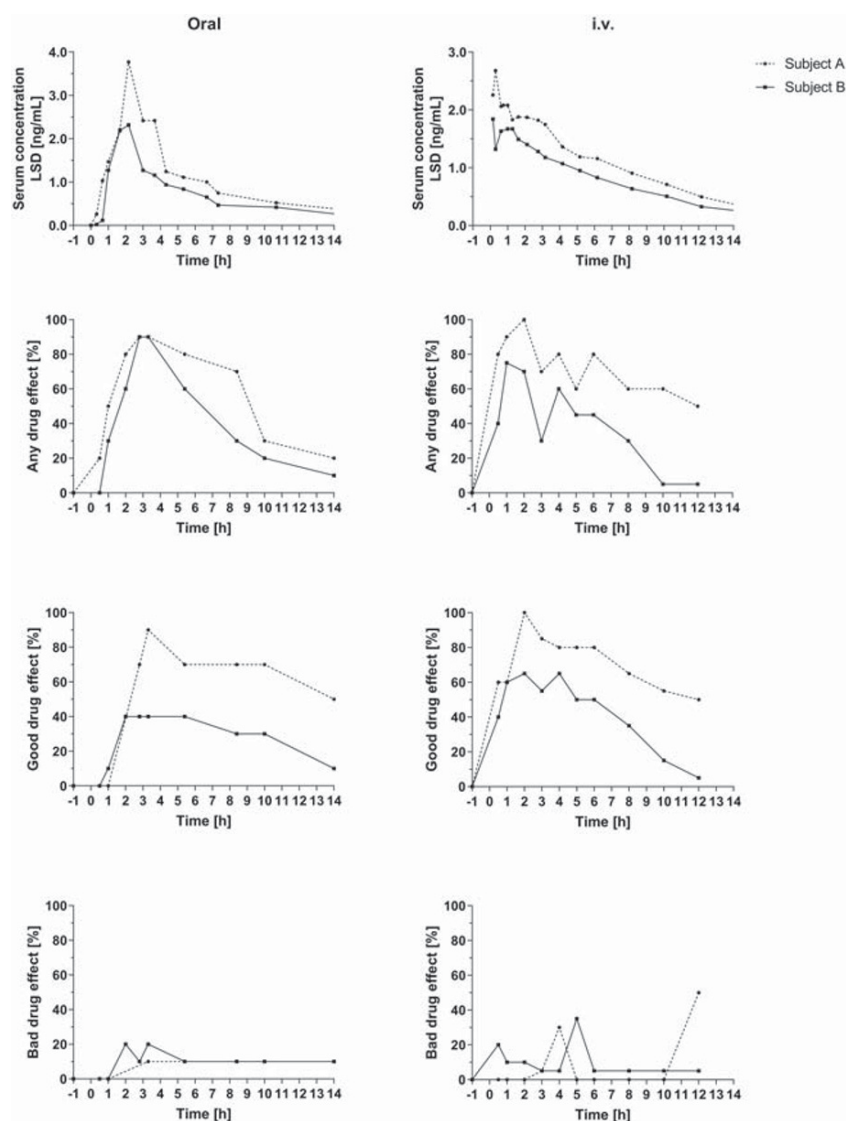 Oral
i.v.
Subject A
Subject B
Serum concentration
LSD [ng/mL]
4.0
3.0
2.0
1.0
0.0
-1 0 1 2 3 4 5 6 7 8 9 10 11 12 13 14
Time [h]
Serum concentration
LSD [ng/mL]
3.0
2.0
1.0
0.0
-1 0 1 2 3 4 5 6 7 8 9 10 11 12 13 14
Time [h]
Any drug effect [%]
100
80
60
40
20
0
-1 0 1 2 3 4 5 6 7 8 9 10 11 12 13 14
Time [h]
Any drug effect [%]
100
80
60
40
20
0
-1 0 1 2 3 4 5 6 7 8 9 10 11 12 13 14
Time [h]
Good drug effect [%]
100
80
60
40
20
0
-1 0 1 2 3 4 5 6 7 8 9 10 11 12 13 14
Time [h]
Good drug effect [%]
100
80
60
40
20
0
-1 0 1 2 3 4 5 6 7 8 9 10 11 12 13 14
Time [h]
Bad drug effect [%]
100
80
60
40
20
0
-1 0 1 2 3 4 5 6 7 8 9 10 11 12 13 14
Time [h]
Bad drug effect [%]
100
80
60
40
20
0
-1 0 1 2 3 4 5 6 7 8 9 10 11 12 13 14
Time [h]